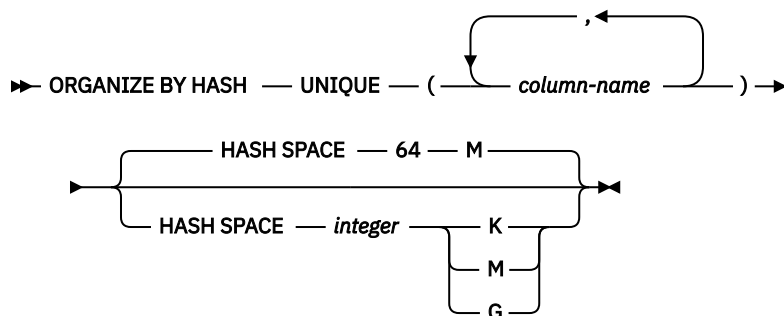 ,
ORGANIZE BY HASH UNIQUE ( column-name )
HASH SPACE 64 M
HASH SPACE integer K
M
G